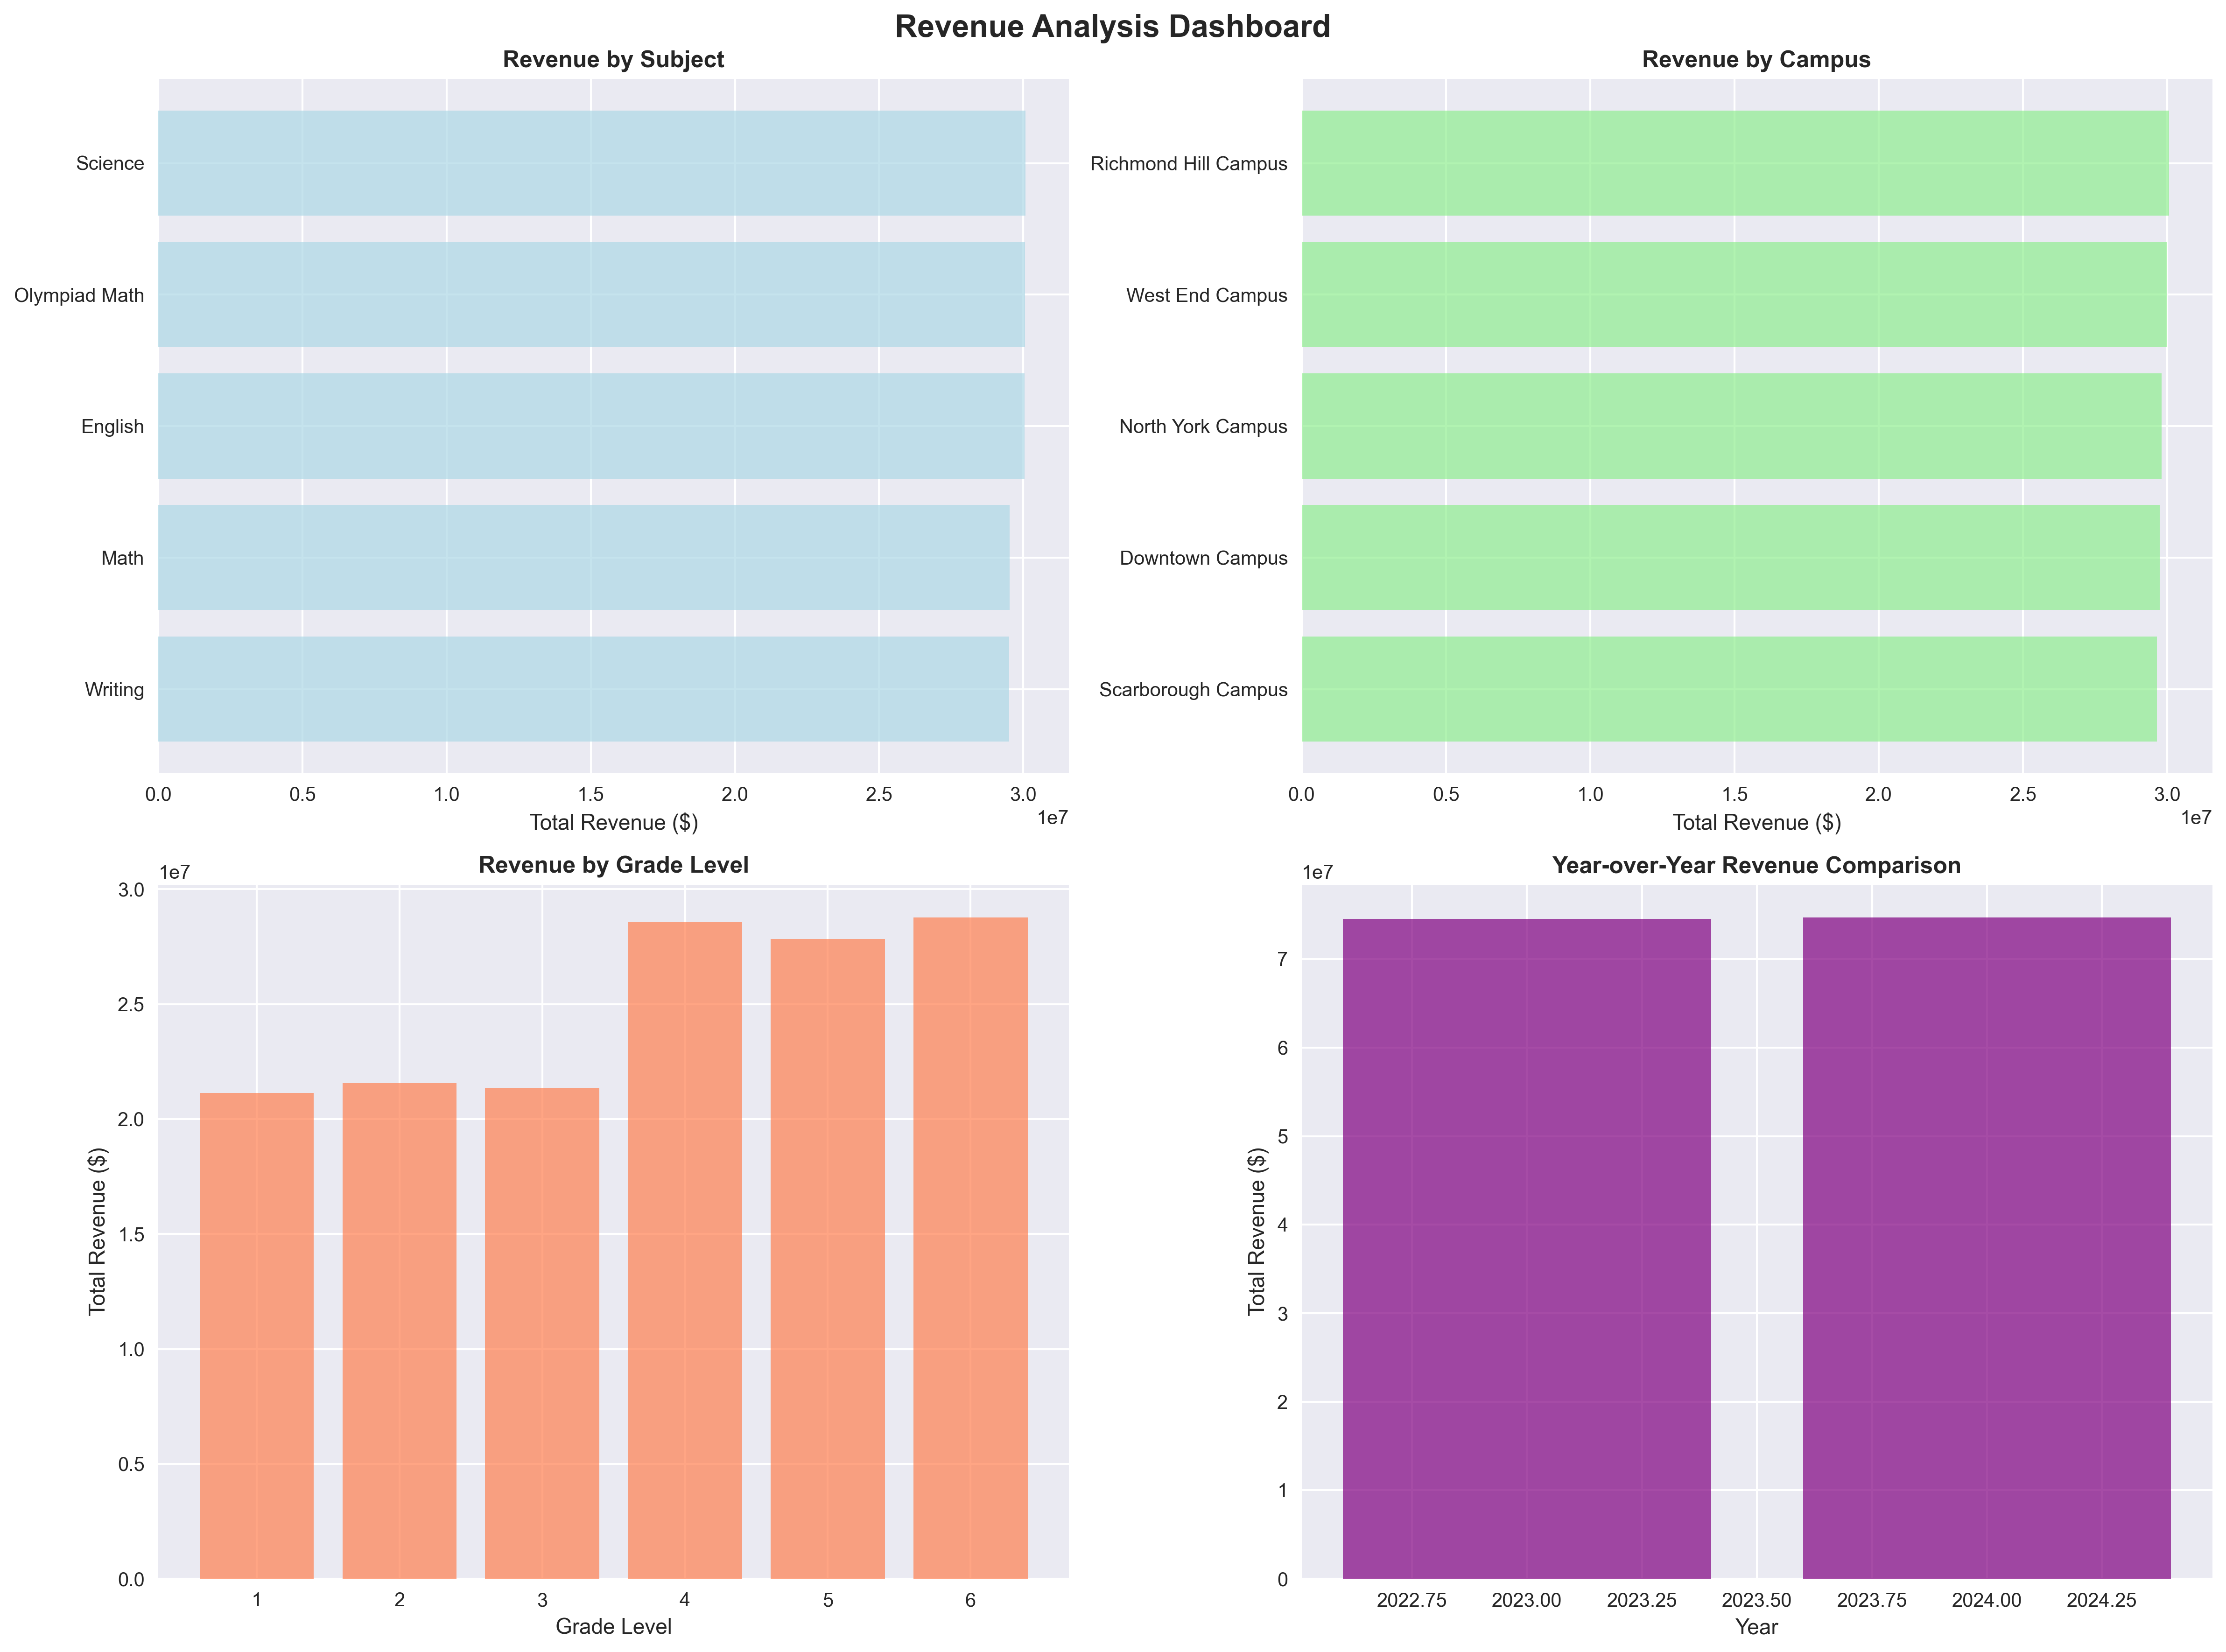 Revenue Analysis Dashboard
Revenue by Subject
Science
Olympiad Math
English
Math
Writing
0.0 0.5 1.0 1.5 2.0 2.5 3.0
1e7
Total Revenue ($)
Revenue by Campus
Richmond Hill Campus
West End Campus
North York Campus
Downtown Campus
Scarborough Campus
0.0 0.5 1.0 1.5 2.0 2.5 3.0
1e7
Total Revenue ($)
Revenue by Grade Level
1e7
3.0
2.5
2.0
1.5
1.0
0.5
0.0
Total Revenue ($)
1 2 3 4 5 6
Grade Level
Year-over-Year Revenue Comparison
1e7
7
6
5
4
3
2
1
0
Total Revenue ($)
2022.75 2023.00 2023.25 2023.50 2023.75 2024.00 2024.25
Year